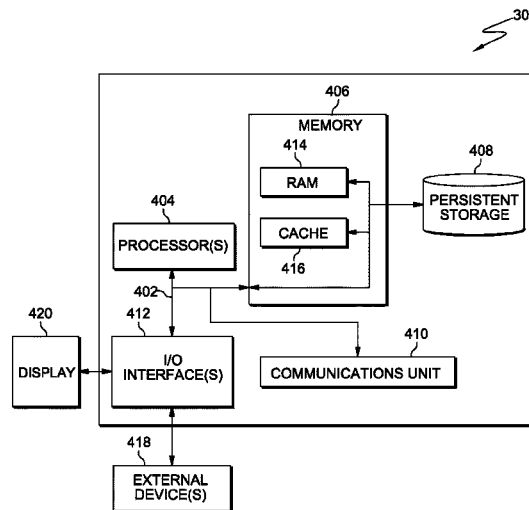 30
406
MEMORY
414
RAM
408
PERSISTENT
STORAGE
404
PROCESSOR(S)
CACHE
416
402
412
420
I/O
INTERFACE(S)
DISPLAY
410
COMMUNICATIONS UNIT
418
EXTERNAL
DEVICE(S)